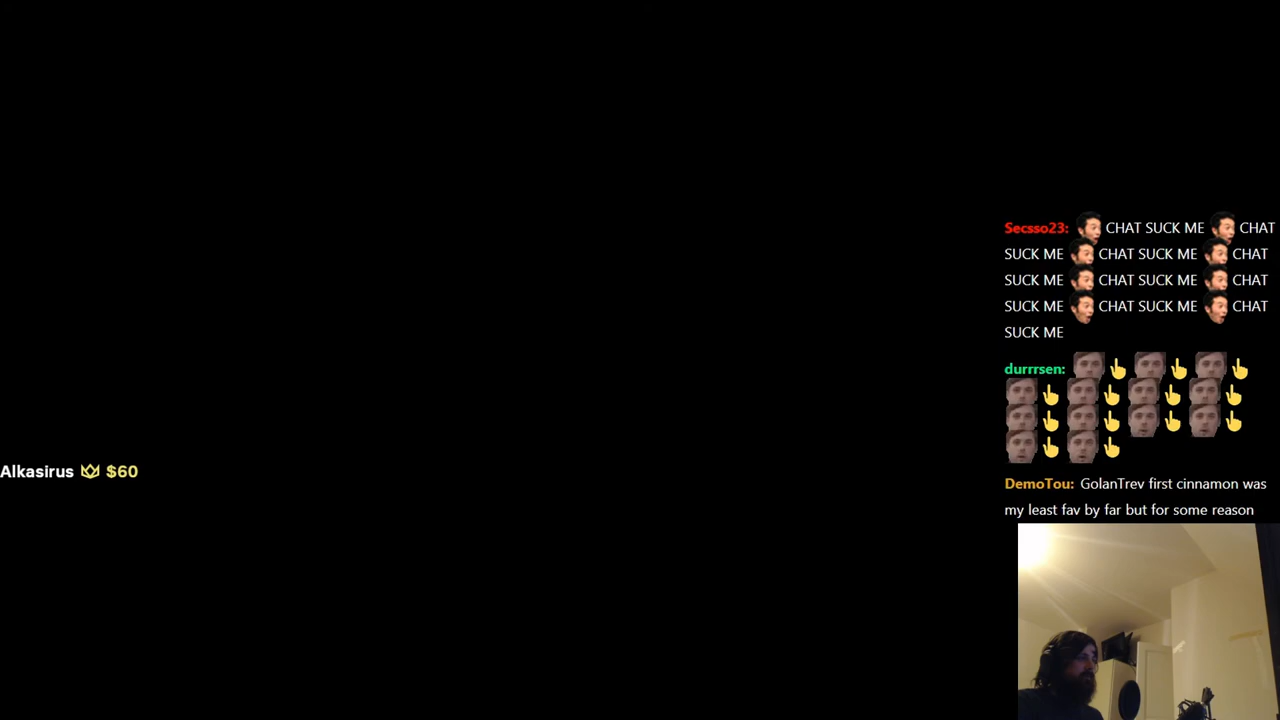 Secsso23: CHAT SUCK ME CHAT
SUCK ME CHAT SUCK ME CHAT
SUCK ME CHAT SUCK ME CHAT
SUCK ME CHAT SUCK ME CHAT
SUCK ME
durrrsen:
Alkasirus $60
DemoTou: GolanTrev first cinnamon was
my least fav by far but for some reason